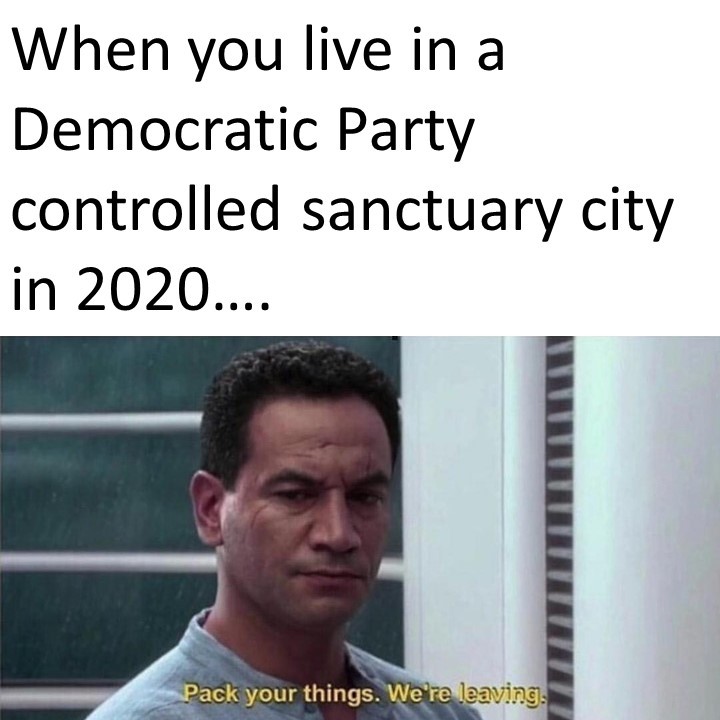 When you live in a
Democratic Party
controlled sanctuary city
in 2020....
Pack your things. We're leaving.